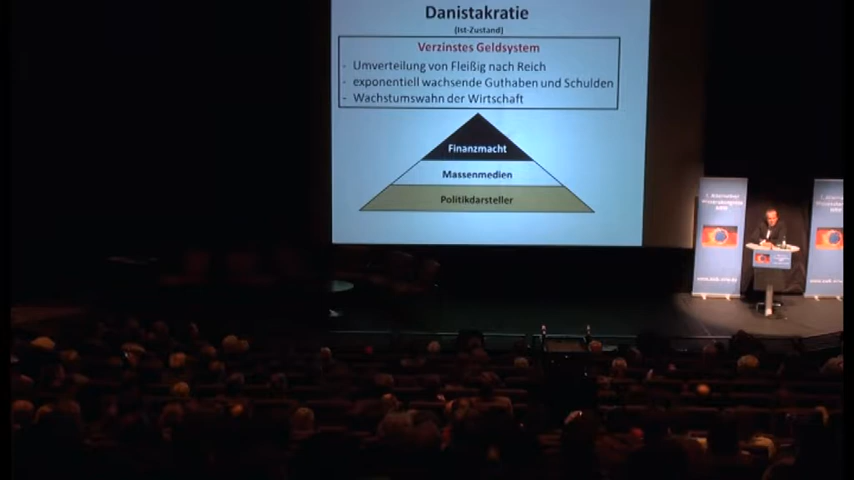 Danistakratie
(Ist-Zustand)
Verzinstes Geldsystem
- Umverteilung von Fleißig nach Reich
- exponentiell wachsende Guthaben und Schulden
- Wachstumswahn der Wirtschaft
Finanzmacht
Massenmedien
Politikdarsteller